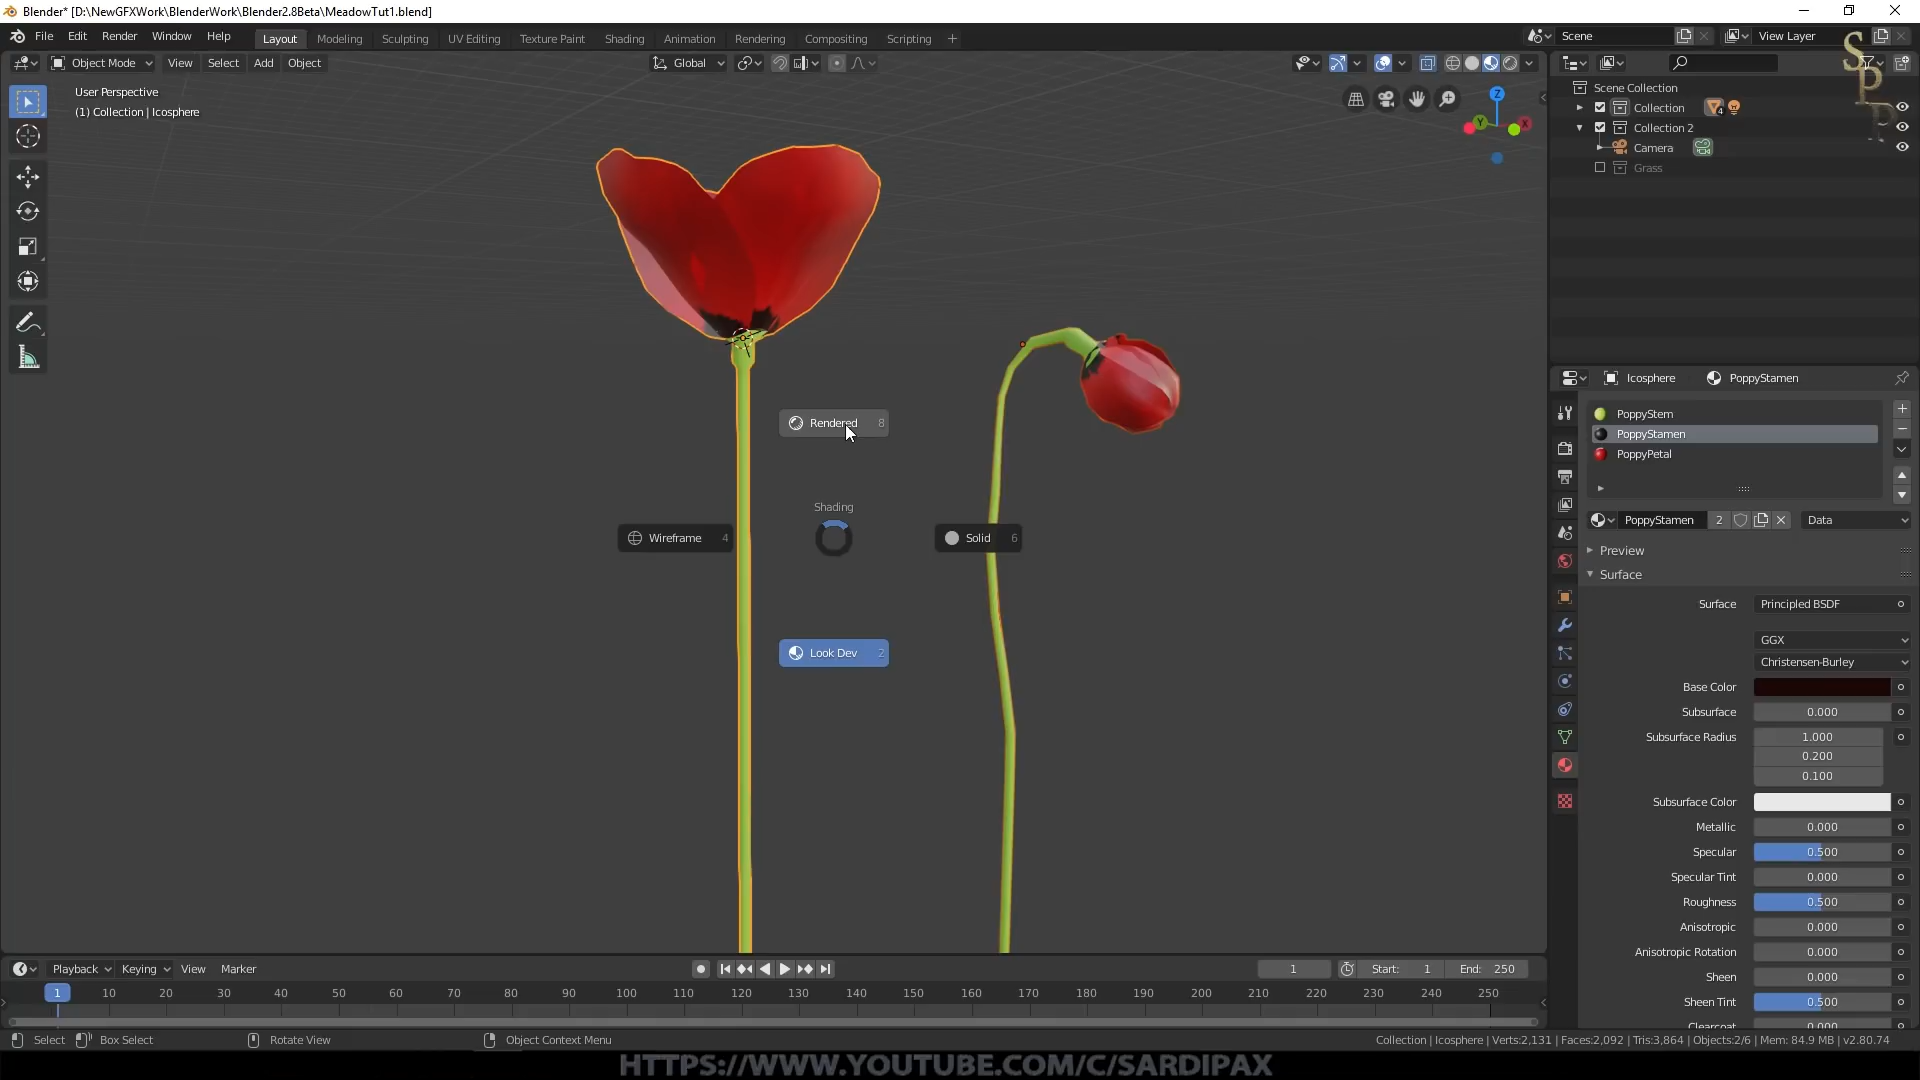 Blender* [D:\NewGFXWork\BlenderWork\Blender2.8Beta\MeadowTut1.blend]
File Edit Render Window Help Layout Modeling Sculpting UV Editing Texture Paint Shading Animation Rendering Compositing Scripting + Scene View Layer
Object Mode View Select Add Object Global
SPP
User Perspective
(1) Collection | Icosphere
Z
Y
X
Scene Collection
Collection 4
Collection 2
Camera
Grass
Rendered 8
Shading
Wireframe 4
Solid 6
Look Dev 2
Icosphere PoppyStamen
PoppyStem
PoppyStamen
PoppyPetal
PoppyStamen 2 Data
Preview
Surface
Surface Principled BSDF
GGX
Christensen-Burley
Base Color
Subsurface 0.000
Subsurface Radius 1.000
0.200
0.100
Subsurface Color
Metallic 0.000
Specular 0.500
Specular Tint 0.000
Roughness 0.500
Anisotropic 0.000
Anisotropic Rotation 0.000
Sheen 0.000
Sheen Tint 0.500
Clearcoat 0.000
Playback Keying View Marker 1 Start: 1 End: 250
1 10 20 30 40 50 60 70 80 90 100 110 120 130 140 150 160 170 180 190 200 210 220 230 240 250
Select Box Select Rotate View Object Context Menu Collection | Icosphere | Verts:2,131 | Faces:2,092 | Tris:3,864 | Objects:2/6 | Mem: 84.9 MB | v2.80.74
HTTPS://WWW.YOUTUBE.COM/C/SARDIPAX